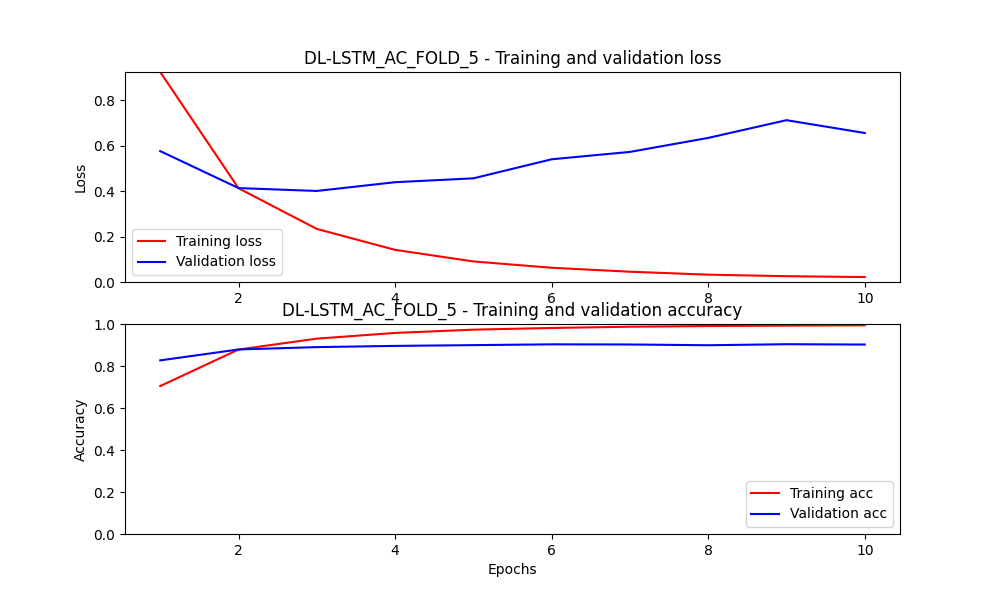 DL-LSTM_AC_FOLD_5 - Training and validation loss
0.8
0.6
0.4
0.2
0.0
Loss
Training loss
Validation loss
2 4 6 8 10
DL-LSTM_AC_FOLD_5 - Training and validation accuracy
1.0
0.8
0.6
0.4
0.2
0.0
Accuracy
Training acc
Validation acc
2 4 6 8 10
Epochs